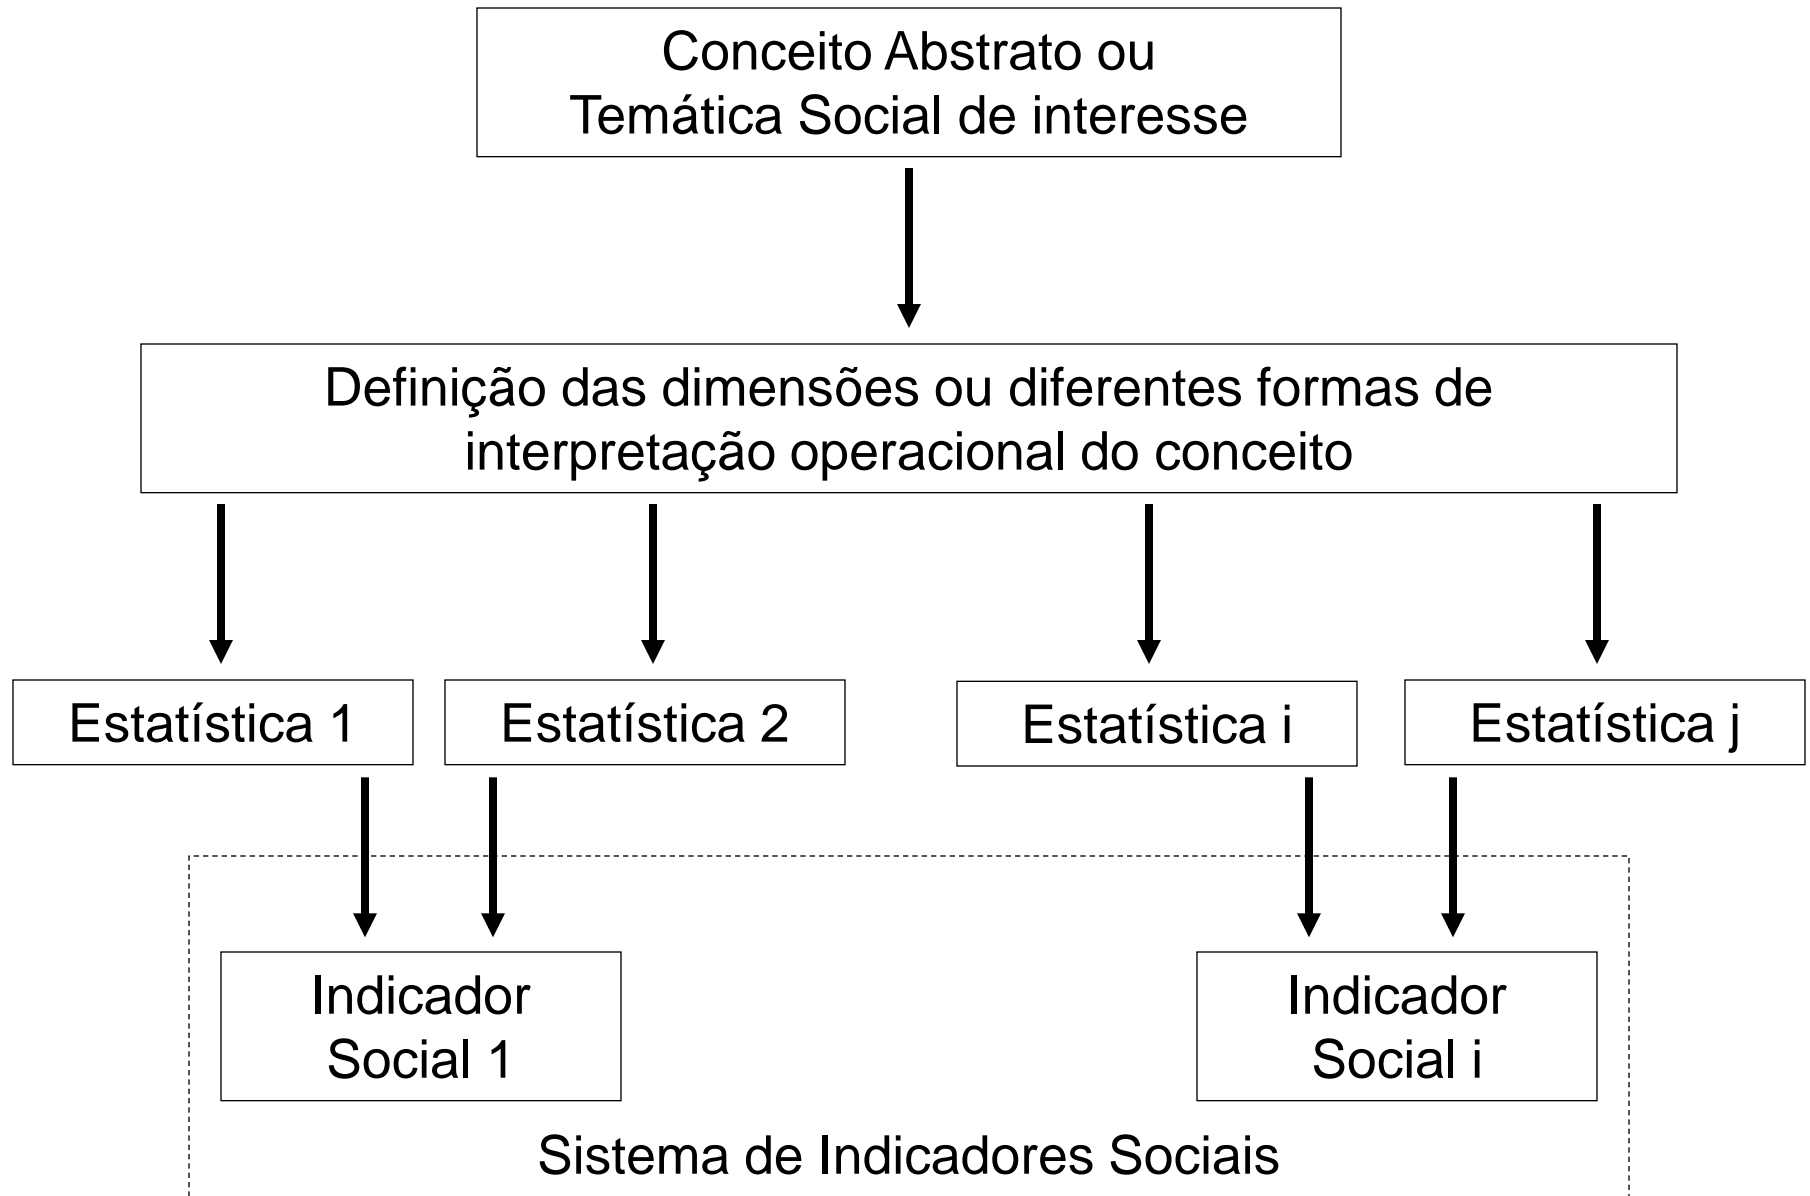 Conceito Abstrato ou
Temática Social de interesse
Definição das dimensões ou diferentes formas de
interpretação operacional do conceito
Estatística 1
Estatística 2
Estatística i
Estatística j
Indicador
Social 1
Indicador
Social i
Sistema de Indicadores Sociais